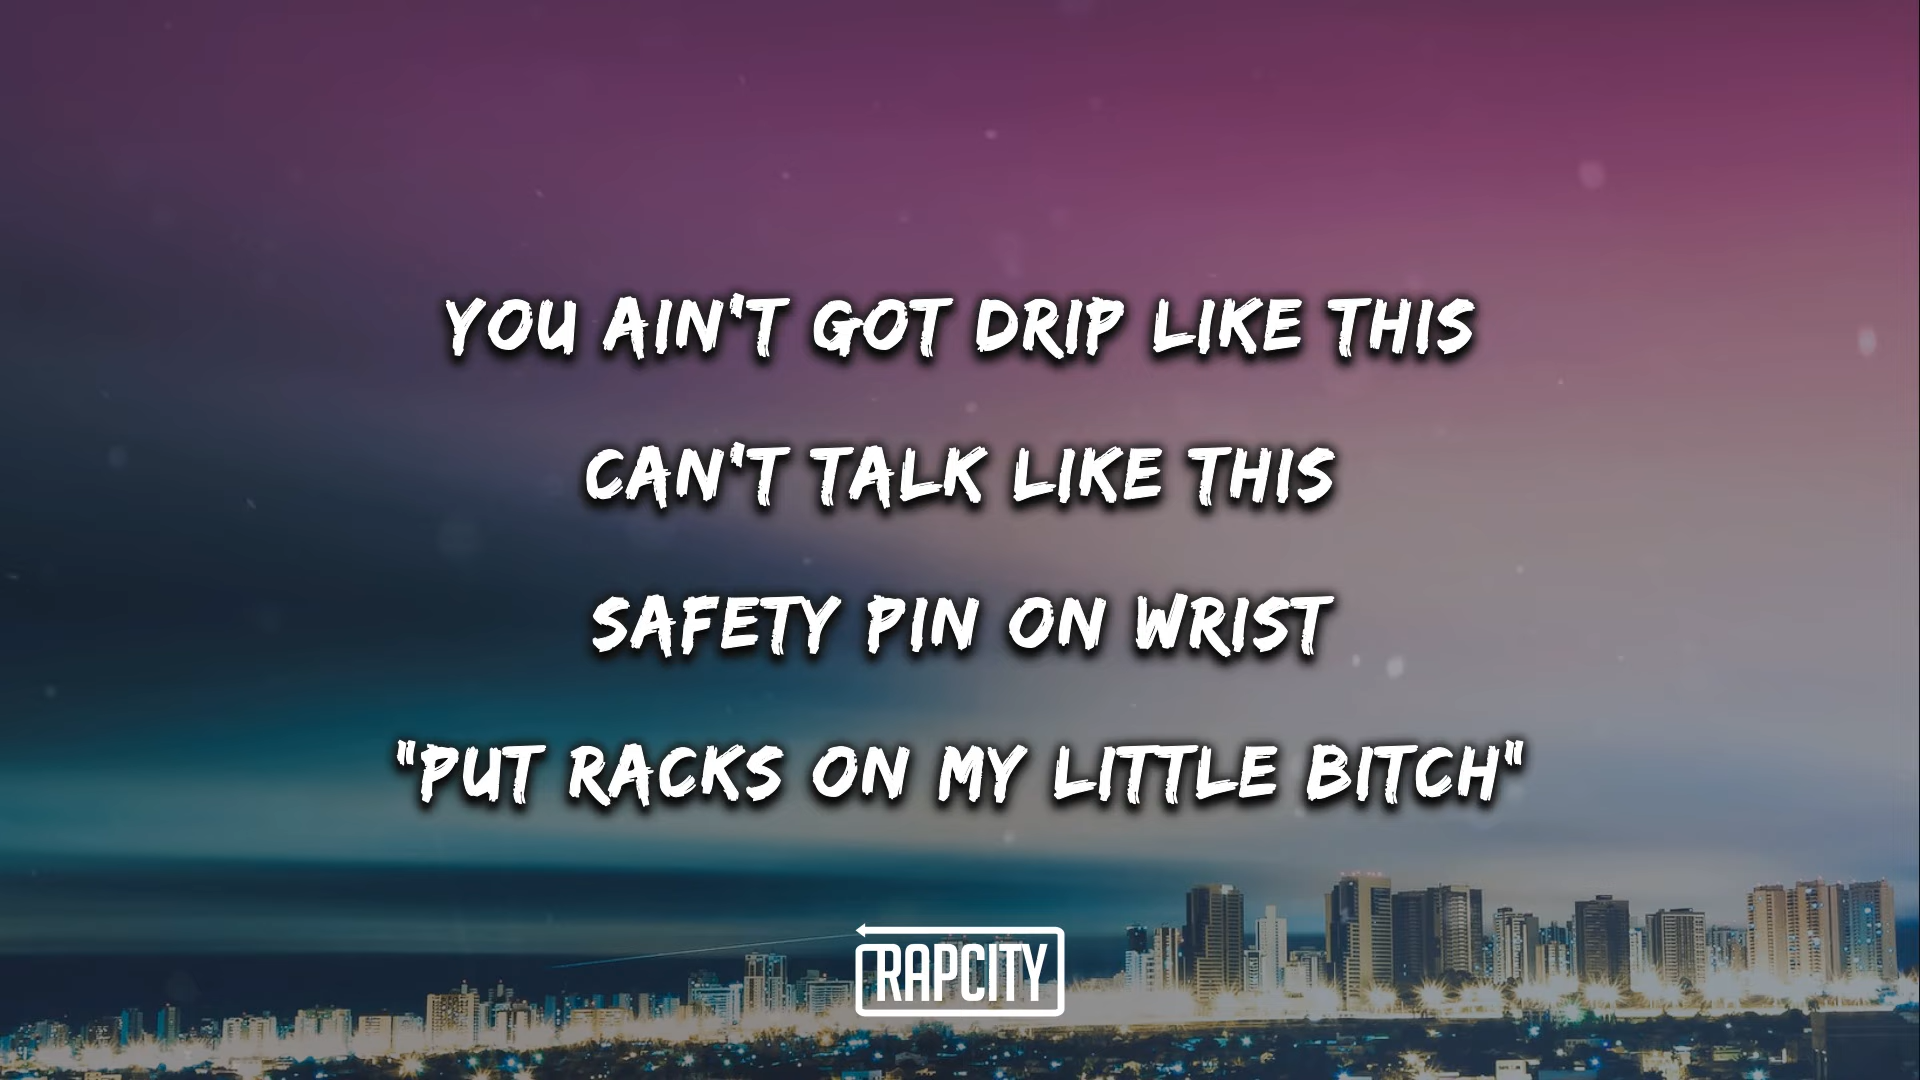 YOU AIN'T GOT DRIP LIKE THIS
CAN'T TALK LIKE THIS
SAFETY PIN ON WRIST
"PUT RACKS ON MY LITTLE BITCH"
RAPCITY